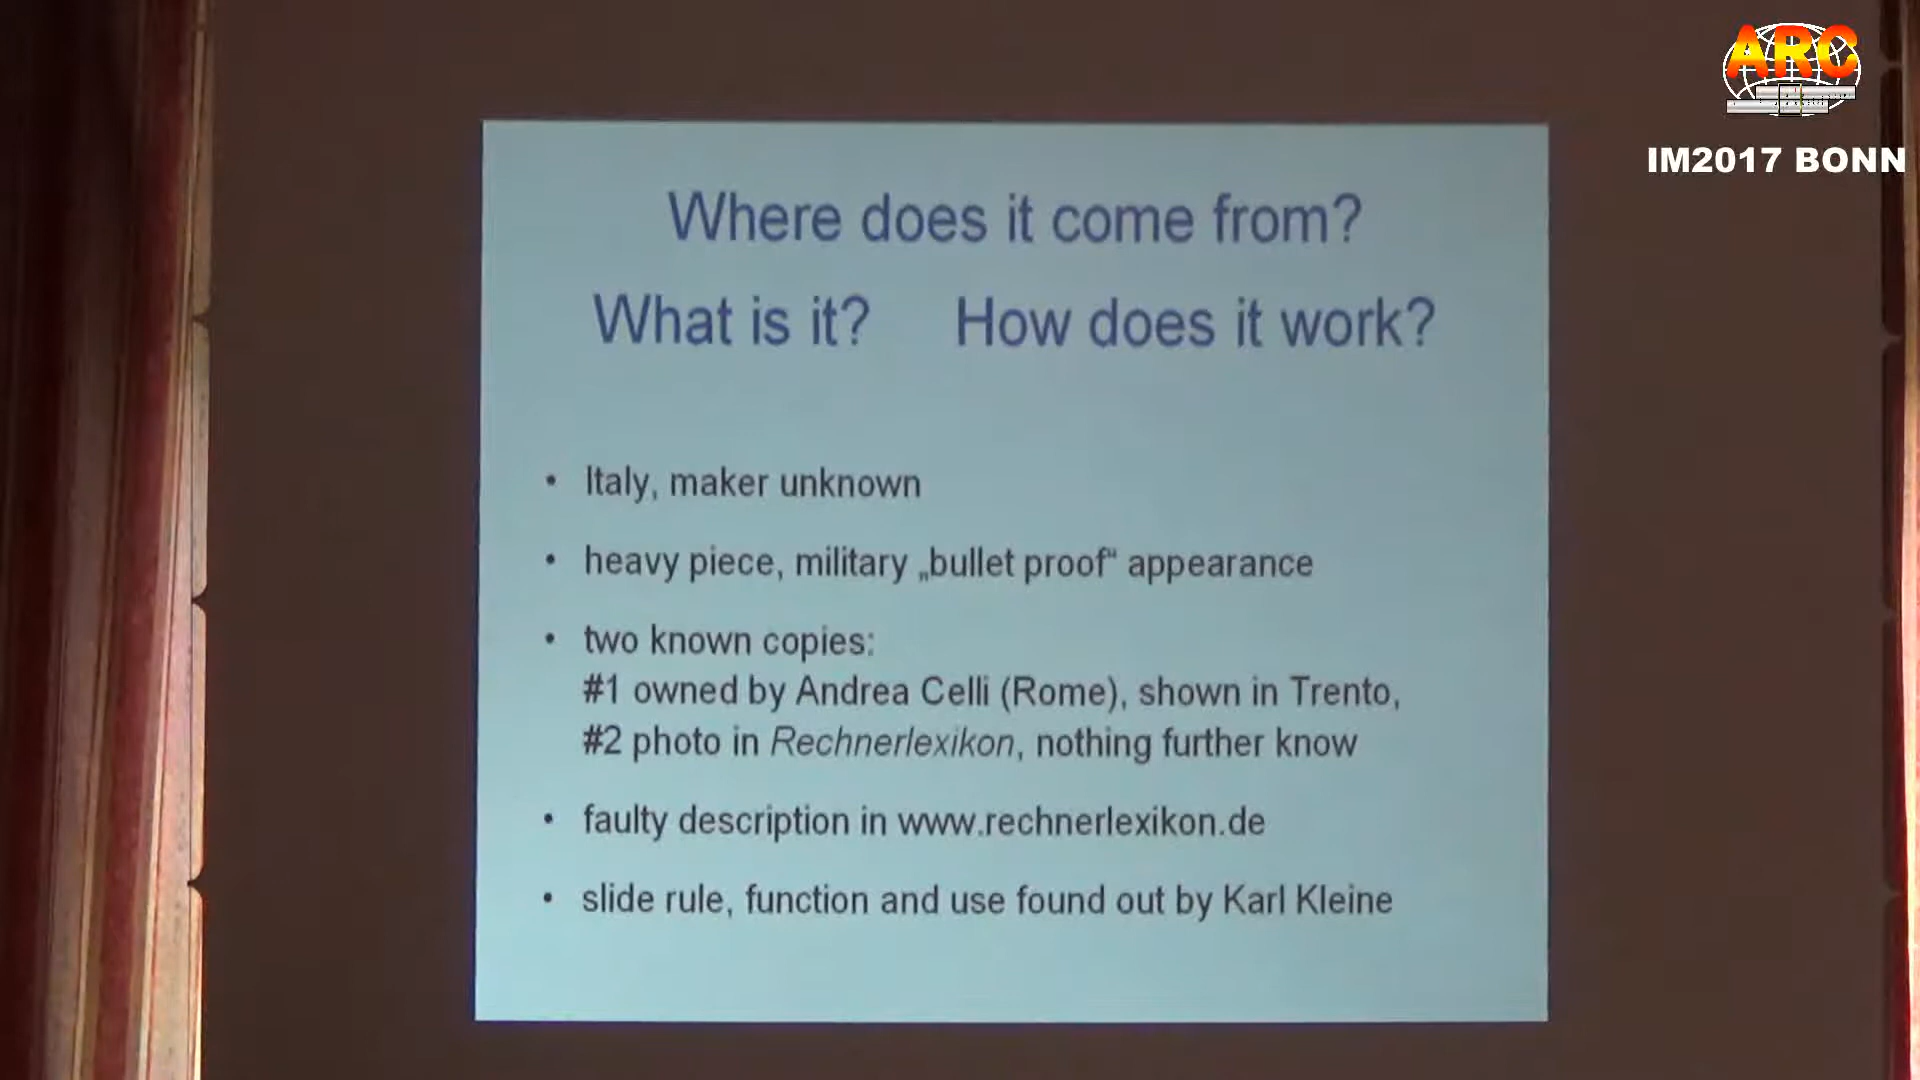 ARC
IM2017 BONN
Where does it come from?
What is it? How does it work?
• Italy, maker unknown
• heavy piece, military „bullet proof“ appearance
• two known copies:
#1 owned by Andrea Celli (Rome), shown in Trento,
#2 photo in Rechnerlexikon, nothing further know
• faulty description in www.rechnerlexikon.de
• slide rule, function and use found out by Karl Kleine